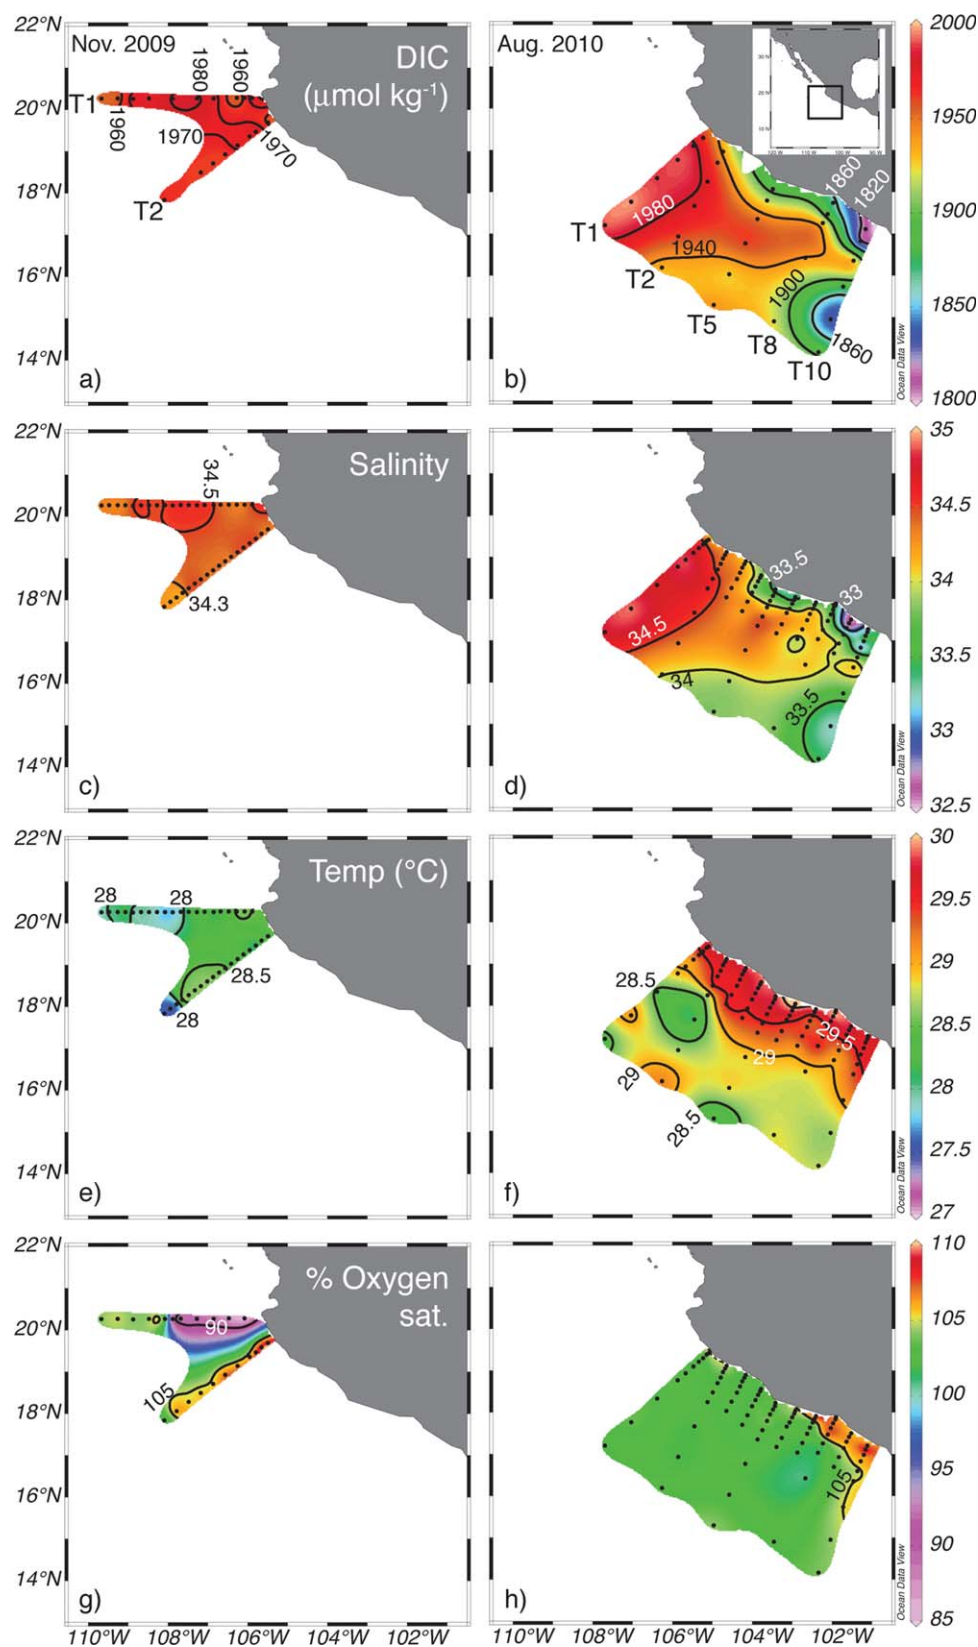 22°N
20°N
18°N
16°N
14°N
Nov. 2009
DIC
(μmol kg⁻¹)
T1
T2
1960
1980
1960
1970
1970
a)
Aug. 2010
T1
T2
T5
T8
T10
1980
1940
1900
1860
1860
1820
b)
Ocean Data View
2000
1950
1900
1850
1800
22°N
20°N
18°N
16°N
14°N
Salinity
34.5
34.3
c)
33.5
33
34.5
34
33.5
d)
Ocean Data View
35
34.5
34
33.5
33
32.5
22°N
20°N
18°N
16°N
14°N
Temp (°C)
28
28
28.5
28
e)
28.5
29.5
29
29
28.5
f)
Ocean Data View
30
29.5
29
28.5
28
27.5
27
22°N
20°N
18°N
16°N
14°N
% Oxygen
sat.
90
105
g)
105
h)
Ocean Data View
110
105
100
95
90
85
110°W 108°W 106°W 104°W 102°W
110°W 108°W 106°W 104°W 102°W